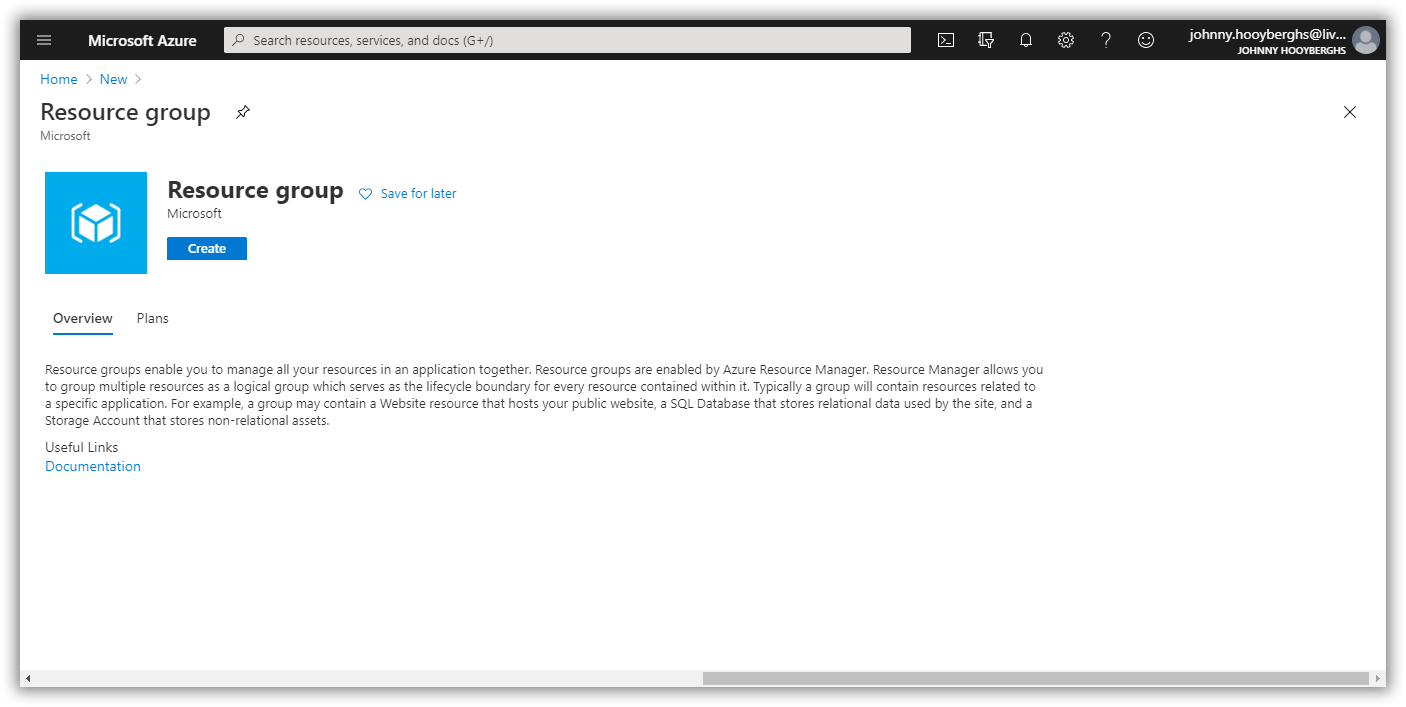 Microsoft Azure
Search resources, services, and docs (G+/)
johnny.hooyberghs@liv...
JOHNNY HOOYBERGHS
Home
New
Resource group
Microsoft
Resource group
Save for later
Microsoft
Create
Overview
Plans
Resource groups enable you to manage all your resources in an application together. Resource groups are enabled by Azure Resource Manager. Resource Manager allows you
to group multiple resources as a logical group which serves as the lifecycle boundary for every resource contained within it. Typically a group will contain resources related to
a specific application. For example, a group may contain a Website resource that hosts your public website, a SQL Database that stores relational data used by the site, and a
Storage Account that stores non-relational assets.
Useful Links
Documentation